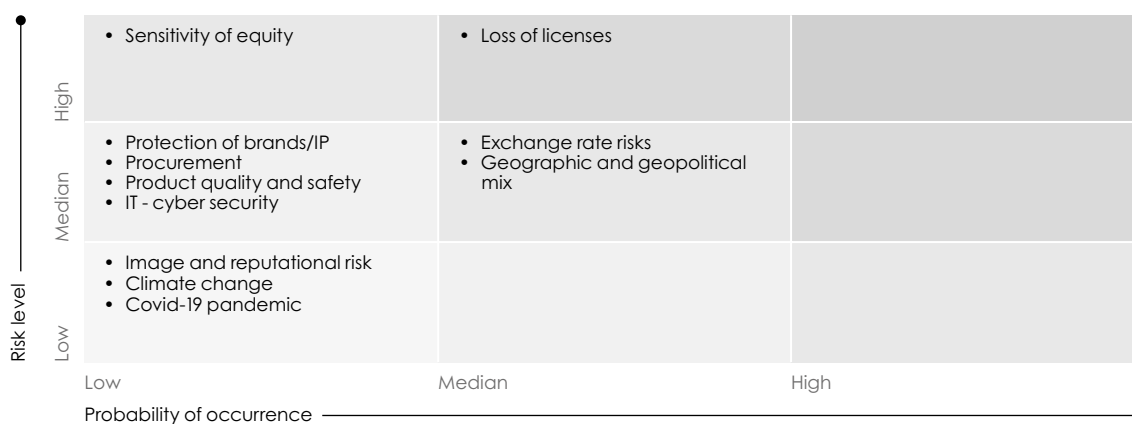 Risk level
High
• Sensitivity of equity
• Loss of licenses
Median
• Protection of brands/IP
• Procurement
• Product quality and safety
• IT - cyber security
• Exchange rate risks
• Geographic and geopolitical
mix
Low
• Image and reputational risk
• Climate change
• Covid-19 pandemic
Low
Median
High
Probability of occurrence